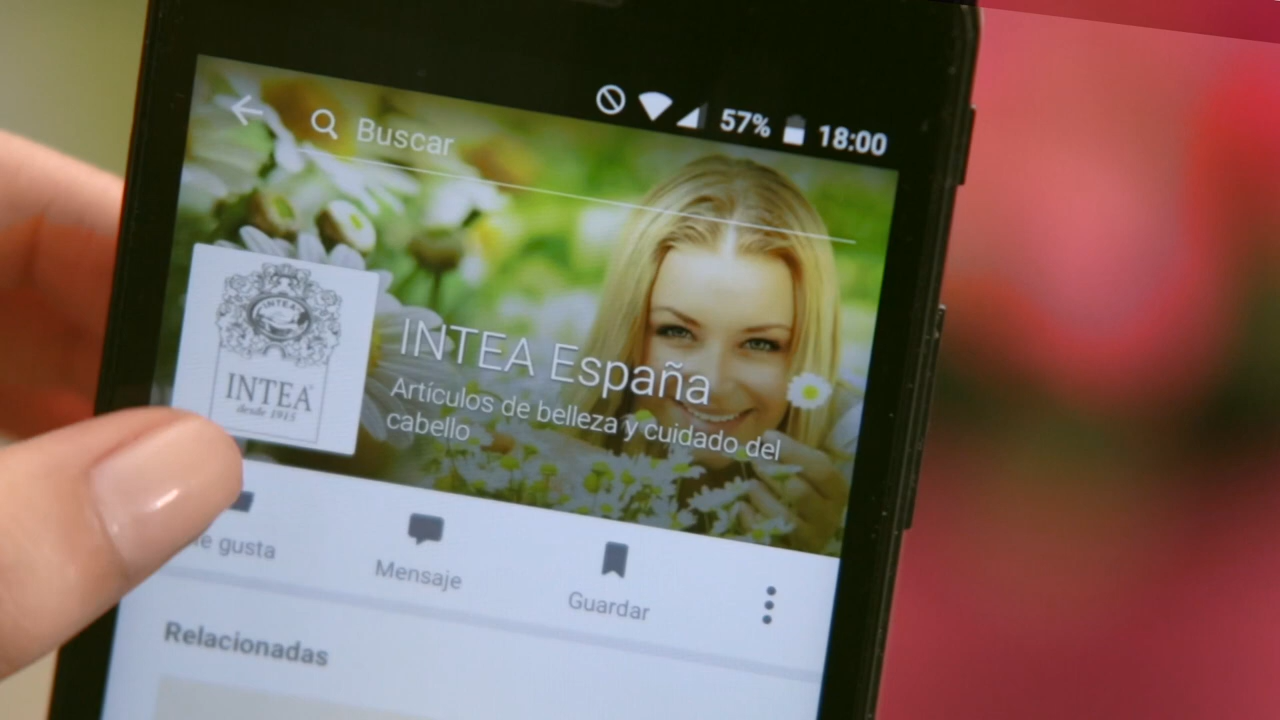 57% 18:00
Buscar
INTEA
INTEA España
Artículos de belleza y cuidado del
cabello
INTEA
desde 1915
gusta
Mensaje
Guardar
Relacionadas